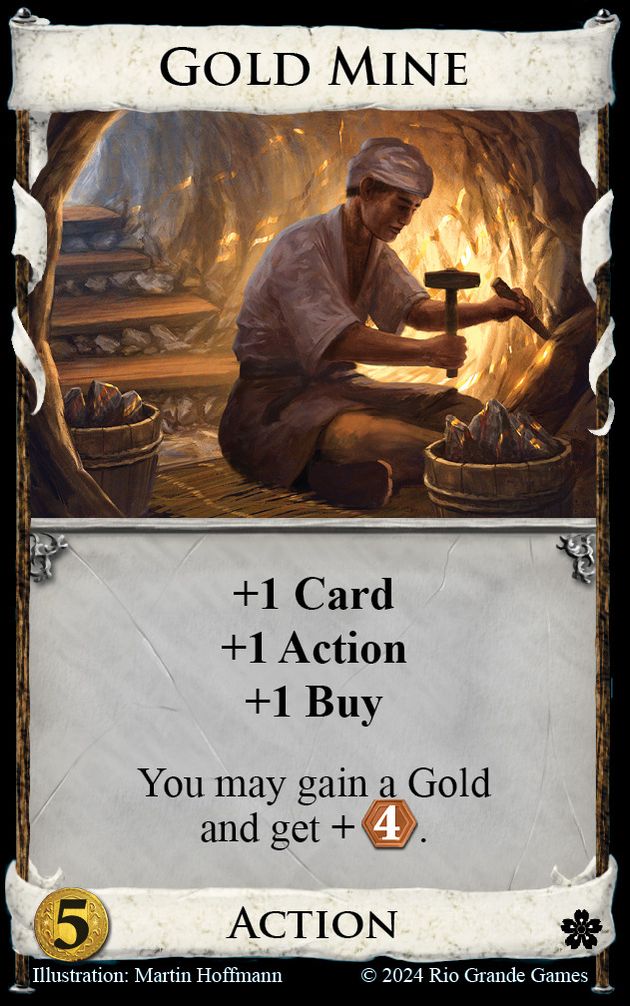 GOLD MINE
+1 Card
+1 Action
+1 Buy
You may gain a Gold
and get +4.
5 ACTION
Illustration: Martin Hoffmann © 2024 Rio Grande Games